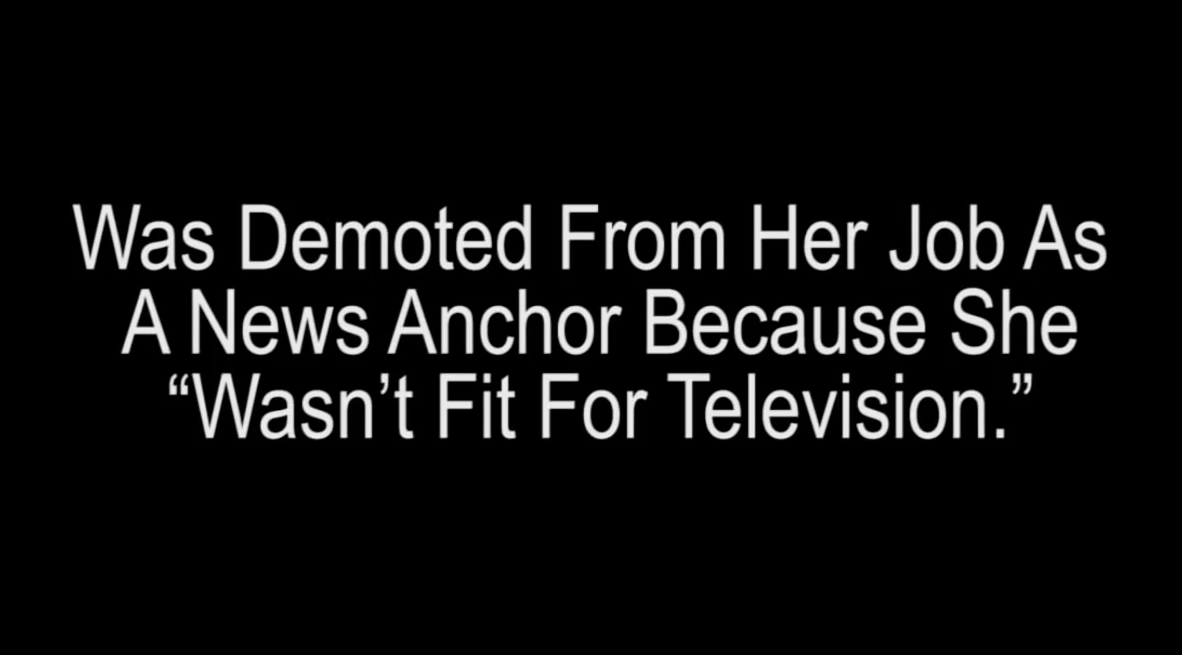 Was Demoted From Her Job As
A News Anchor Because She
“Wasn’t Fit For Television.”